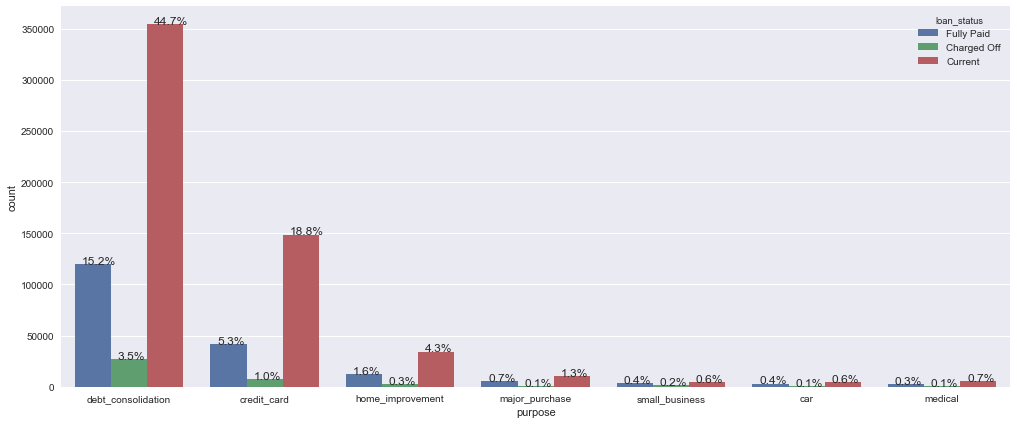 44.7%
350000
loan_status
Fully Paid
Charged Off
Current
300000
250000
200000
count
150000
18.8%
15.2%
100000
50000
5.3%
4.3%
3.5%
1.6%
1.0%
1.3%
0.7%
0.3%
0.1%
0.4%
0.2%
0.6%
0.4%
0.1%
0.6%
0.3%
0.1%
0.7%
0
debt_consolidation
credit_card
home_improvement
major_purchase
small_business
car
medical
purpose